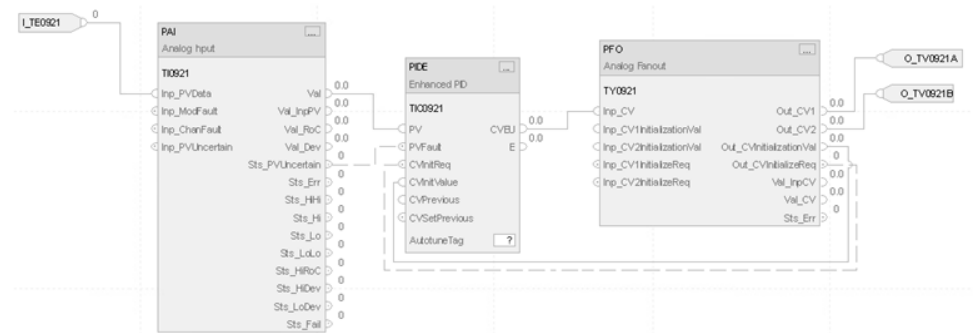 I_TE0921
0
PAI
...
Analog Input
TI0921
Inp_PVData
Val
0.0
Inp_ModFault
Val_InpPV
0.0
Inp_ChanFault
Val_RoC
0.0
Inp_PVUncertain
Val_Dev
0.0
Sts_PVUncertain
0
Sts_Err
0
Sts_HiHi
0
Sts_Hi
0
Sts_Lo
0
Sts_LoLo
0
Sts_HiRoC
0
Sts_HiDev
0
Sts_LoDev
0
Sts_Fail
0
PIDE
...
Enhanced PID
TIC0921
PV
CVEU
0.0
PVFault
E
0.0
CVInitReq
CVInitValue
CVPrevious
CVSetPrevious
AutotuneTag
?
PFO
...
Analog Fanout
TY0921
Inp_CV
Out_CV1
0.0
Inp_CV1InitializationVal
Out_CV2
0.0
Inp_CV2InitializationVal
Out_CVInitializationVal
0.0
Inp_CV1InitializeReq
Out_CVInitializeReq
0
Inp_CV2InitializeReq
Val_InpCV
0.0
Val_CV
0.0
Sts_Err
0
O_TV0921A
O_TV0921B